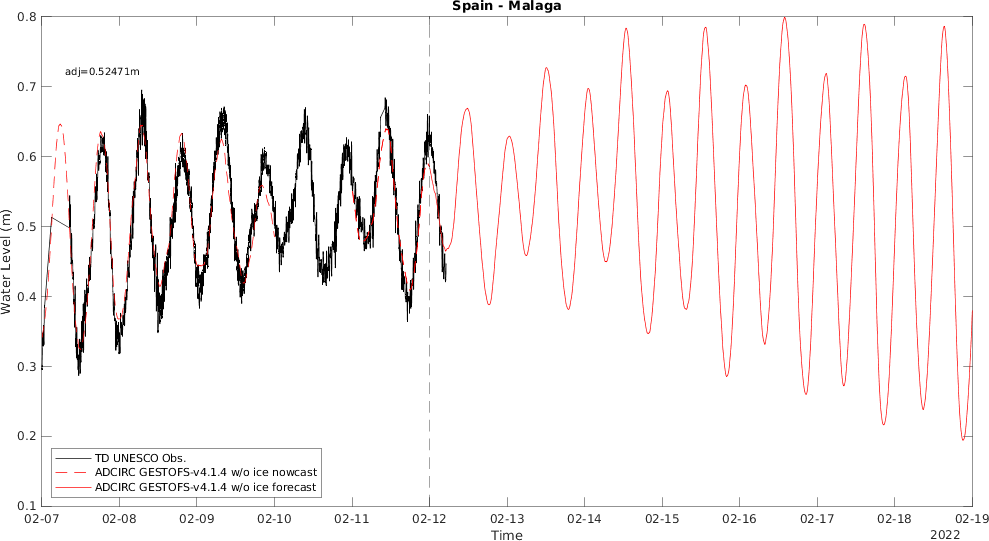 Spain - Malaga
0.8
adj=0.52471m
0.7
0.6
0.5
0.4
0.3
0.2
0.1
Water Level (m)
TD UNESCO Obs.
ADCIRC GESTOFS-v4.1.4 w/o ice nowcast
ADCIRC GESTOFS-v4.1.4 w/o ice forecast
02-07 02-08 02-09 02-10 02-11 02-12 02-13 02-14 02-15 02-16 02-17 02-18 02-19
Time
2022